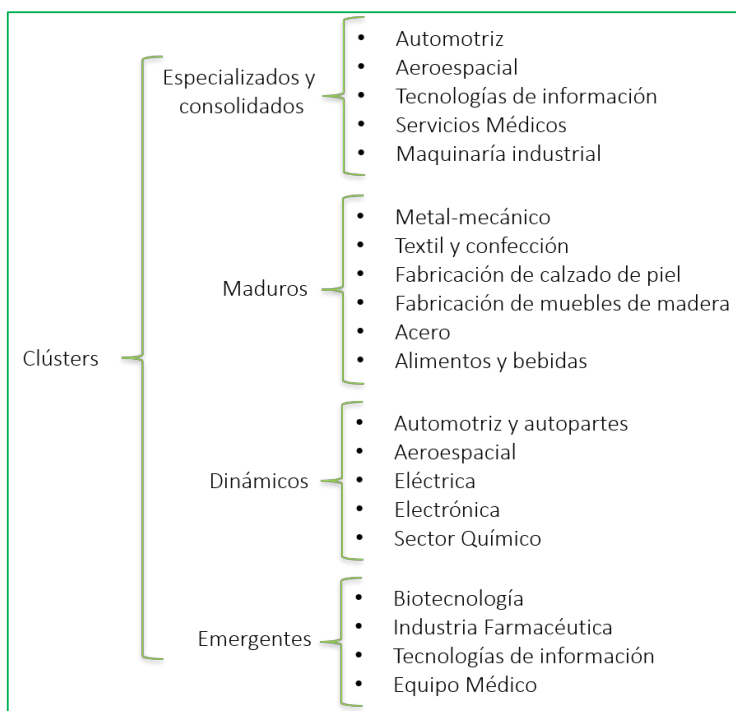 Clústers
Especializados y
consolidados
• Automotriz
• Aeroespacial
• Tecnologías de información
• Servicios Médicos
• Maquinaría industrial
Maduros
• Metal-mecánico
• Textil y confección
• Fabricación de calzado de piel
• Fabricación de muebles de madera
• Acero
• Alimentos y bebidas
Dinámicos
• Automotriz y autopartes
• Aeroespacial
• Eléctrica
• Electrónica
• Sector Químico
Emergentes
• Biotecnología
• Industria Farmacéutica
• Tecnologías de información
• Equipo Médico